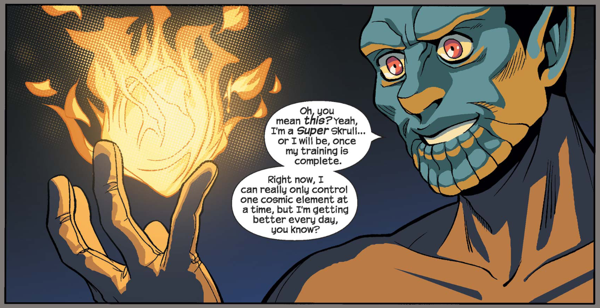 Oh, you
mean this? Yeah,
I'm a Super Skrull...
or I will be, once
my training is
complete.
Right now, I
can really only control
one cosmic element at
a time, but I'm getting
better every day,
you know?